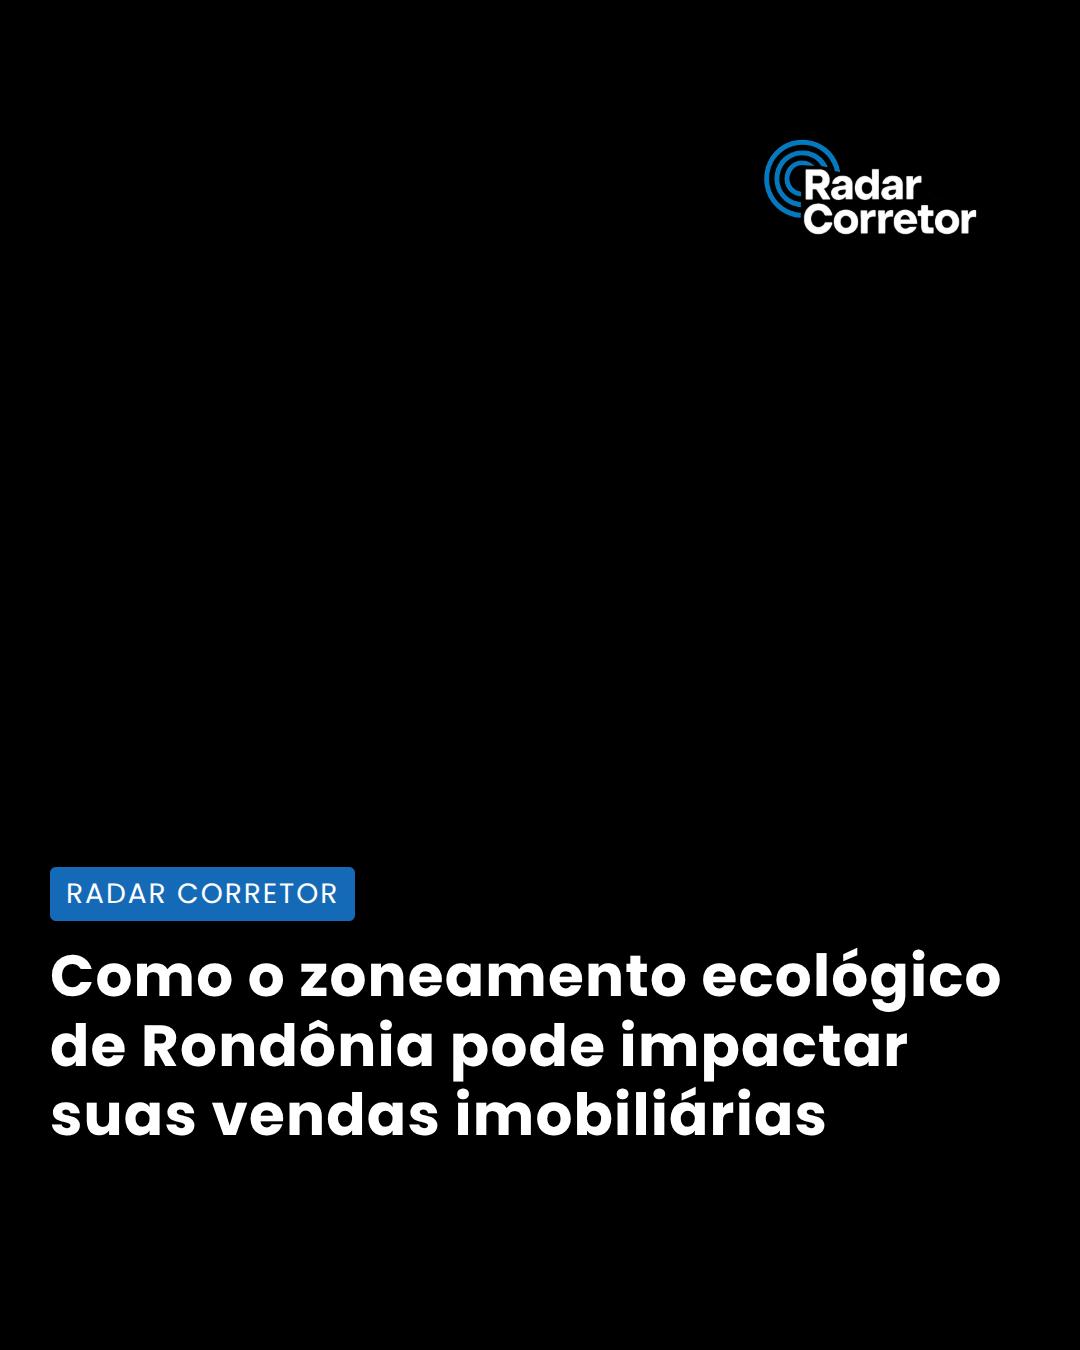 Radar
Corretor
RADAR CORRETOR
Como o zoneamento ecológico
de Rondônia pode impactar
suas vendas imobiliárias